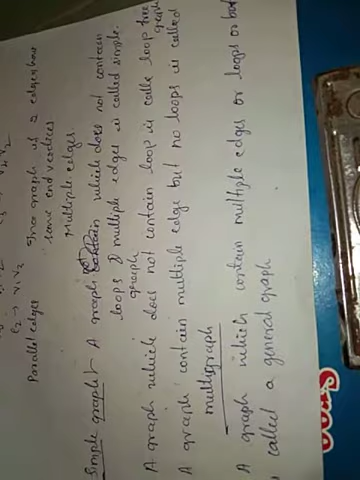 e2 → v1 v2
Parallel edges In a graph if 2 edges have
same end vertices.
Multiple edges
Simple graph :- A graph which does not contain
loops & multiple edges is called simple.
graph
A graph which does not contain loop is calle loop free
graph
A graph contain multiple edge but no loops is called
multigraph
A graph which contain multiple edges or loops or both
called a general graph